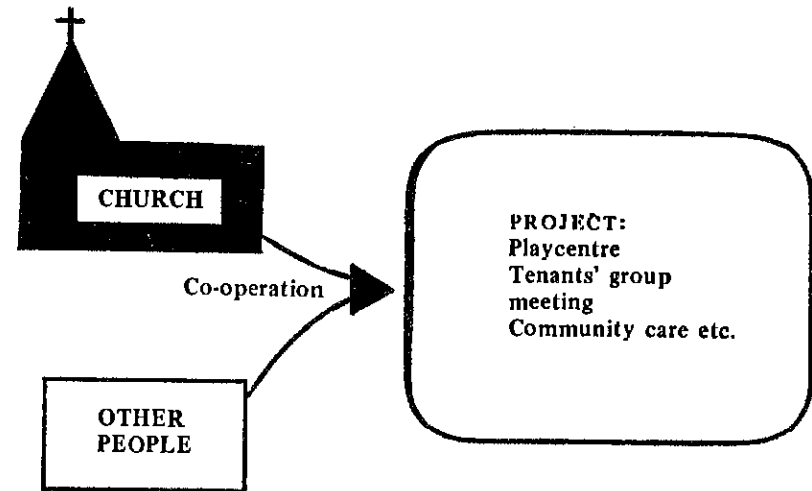 CHURCH
Co-operation
OTHER
PEOPLE
PROJECT:
Playcentre
Tenants' group
meeting
Community care etc.